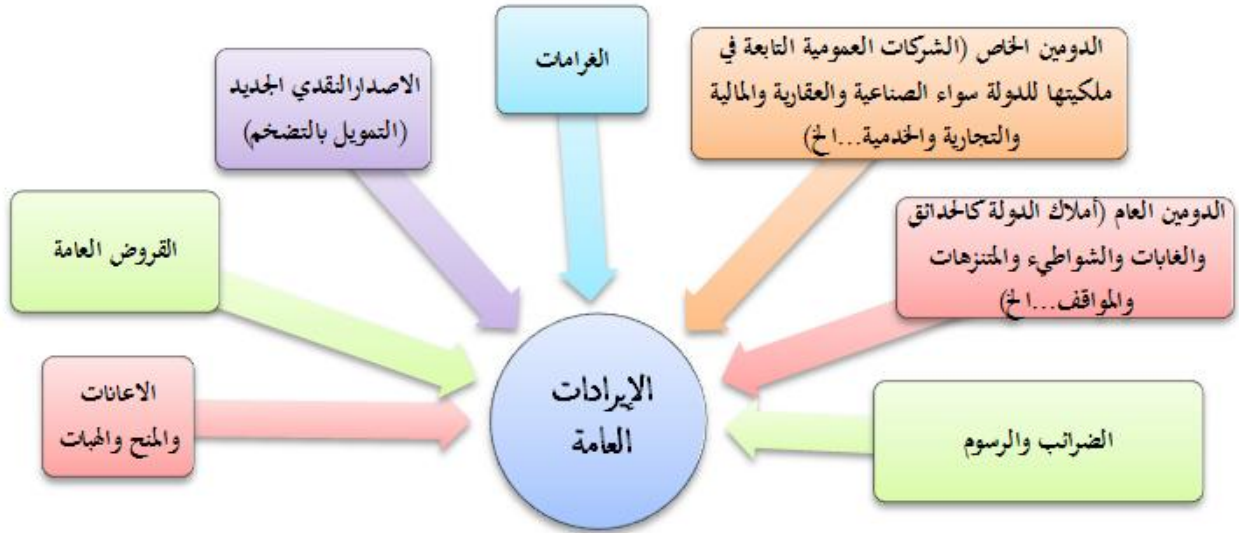 الدومين الخاص (الشركات العمومية التابعة في
ملكيتها للدولة سواء الصناعية والعقارية والمالية
والتجارية والخدمية...الخ)
الغرامات
الاصدارالنقدي الجديد
(التمويل بالتضخم)
الدومين العام (أملاك الدولة كالحدائق
والغابات والشواطيء والمتنزهات
والمواقف...الخ)
القروض العامة
الضرائب والرسوم
الاعانات
والمنح والهبات
الإيرادات
العامة